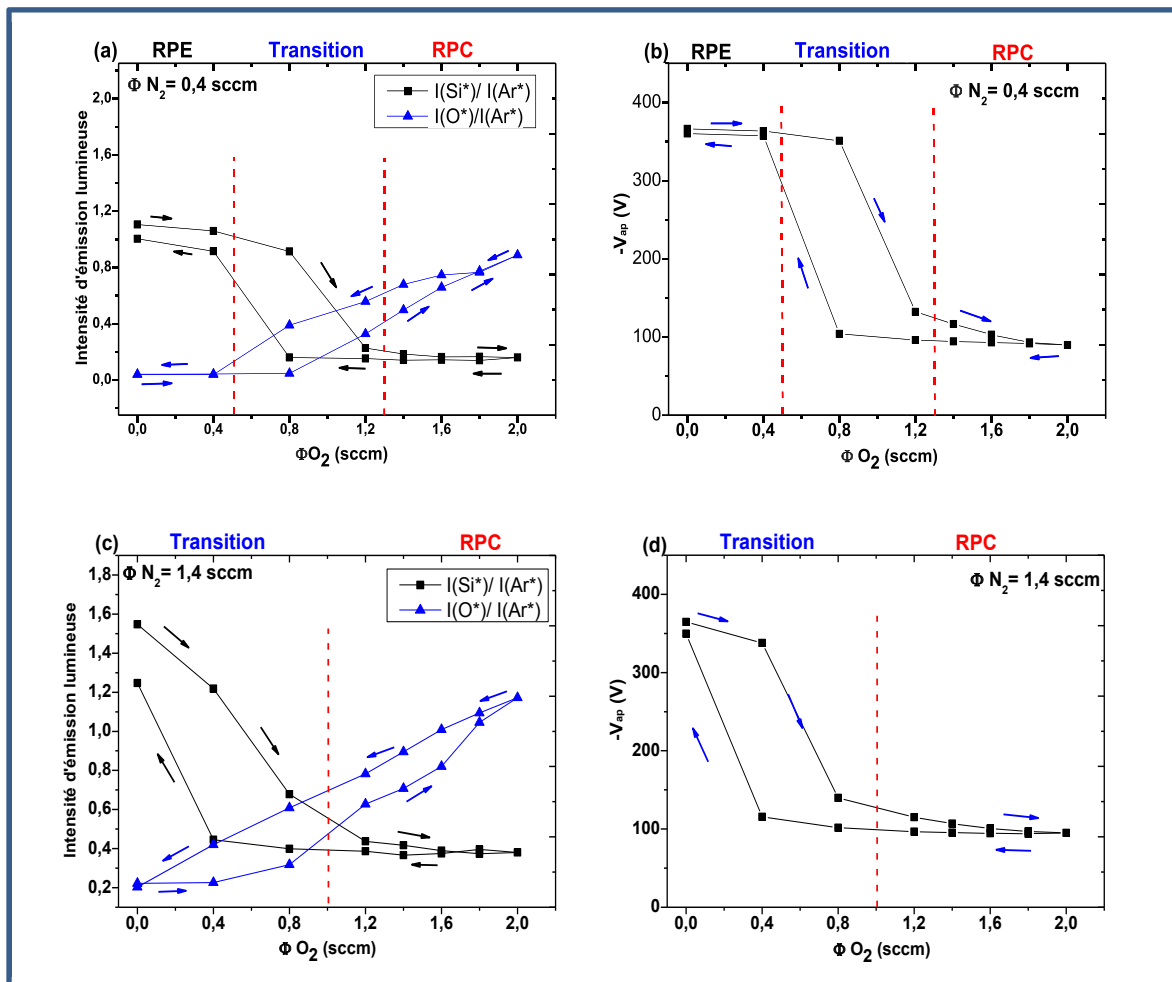 (a)
RPE Transition RPC
Φ N2= 0,4 sccm
I(Si*)/ I(Ar*)
I(O*)/I(Ar*)
Intensité d'émission lumineuse
2,0
1,6
1,2
0,8
0,4
0,0
0,0 0,4 0,8 1,2 1,6 2,0
ΦO2 (sccm)
(b)
RPE Transition RPC
Φ N2= 0,4 sccm
-Vap (V)
400
300
200
100
0
0,0 0,4 0,8 1,2 1,6 2,0
Φ O2 (sccm)
(c)
Transition RPC
Φ N2= 1,4 sccm
I(Si*)/ I(Ar*)
I(O*)/ I(Ar*)
Intensité d'émission lumineuse
1,8
1,6
1,4
1,2
1,0
0,8
0,6
0,4
0,2
0,0 0,4 0,8 1,2 1,6 2,0
Φ O2 (sccm)
(d)
Transition RPC
Φ N2= 1,4 sccm
-Vap (V)
400
300
200
100
0
0,0 0,4 0,8 1,2 1,6 2,0
Φ O2 (sccm)